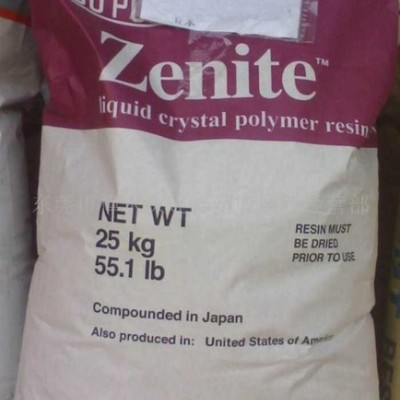 Zenite™
liquid crystal polymer resin
NET WT
25 kg
55.1 lb
RESIN MUST
BE DRIED
PRIOR TO USE
Compounded in Japan
Also produced in: United States of America